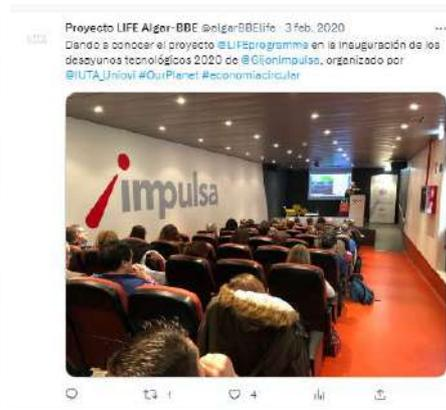 Proyecto LIFE Algar-BBE @algarBBElife · 3 feb. 2020
Dando a conocer el proyecto @LIFEprogramme en la inauguración de los
desayunos tecnológicos 2020 de @Gijonimpulsa, organizado por
@IUTA_Uniovi #OurPlanet #economiacircular
impulsa
1 4